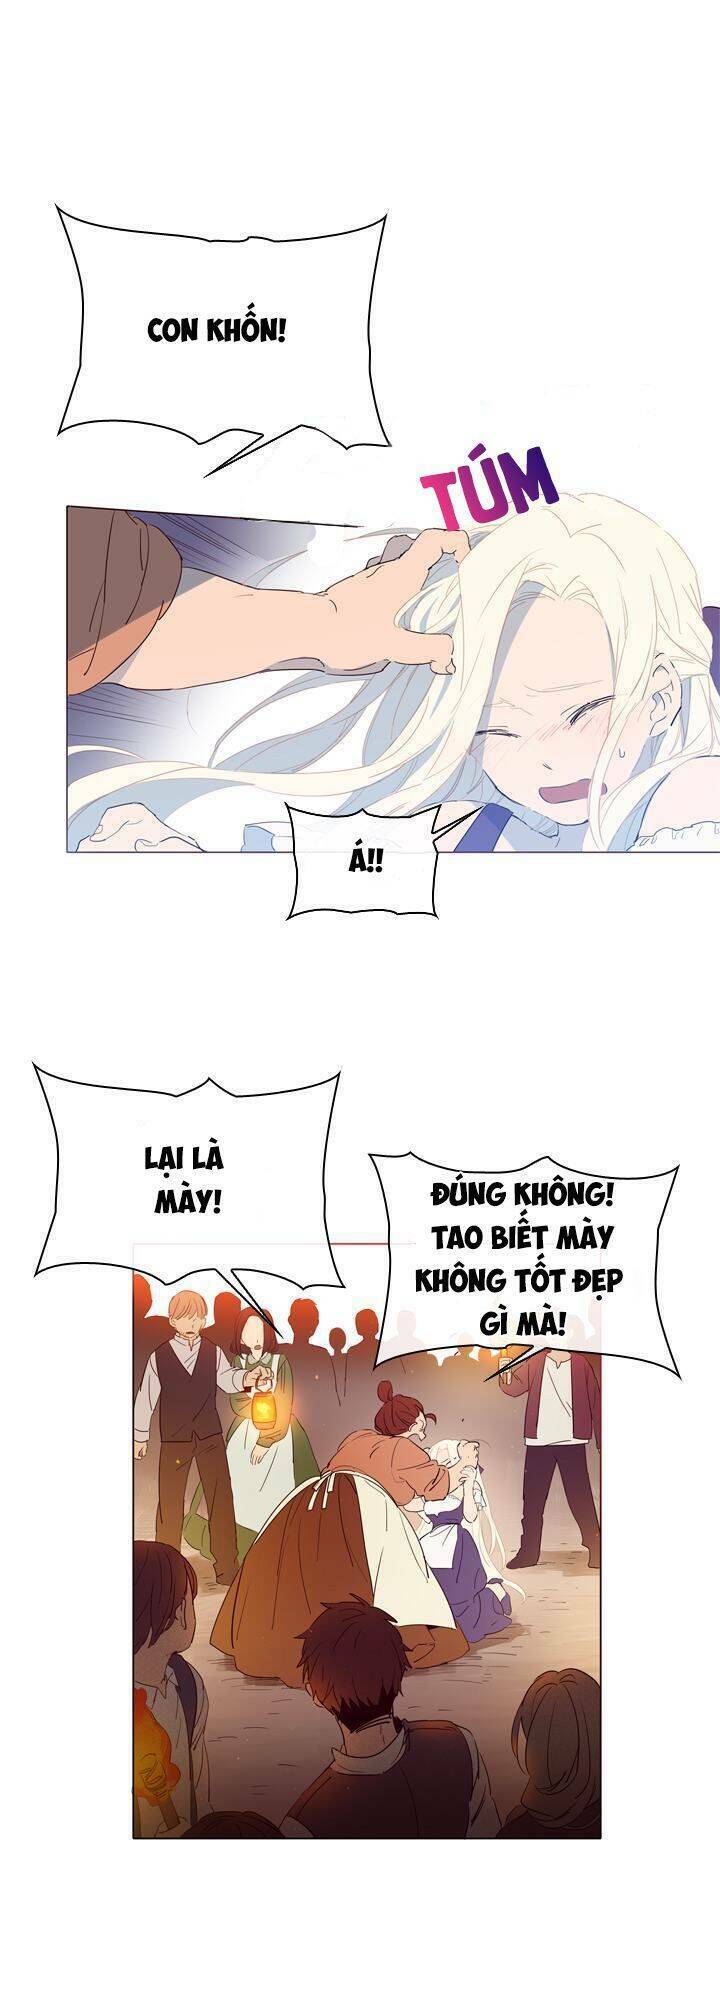 CON KHỐN!
TÚM
Á!!
LẠI LÀ
MÀY!
ĐÚNG KHÔNG!
TAO BIẾT MÀY
KHÔNG TỐT ĐẸP
GÌ MÀ!